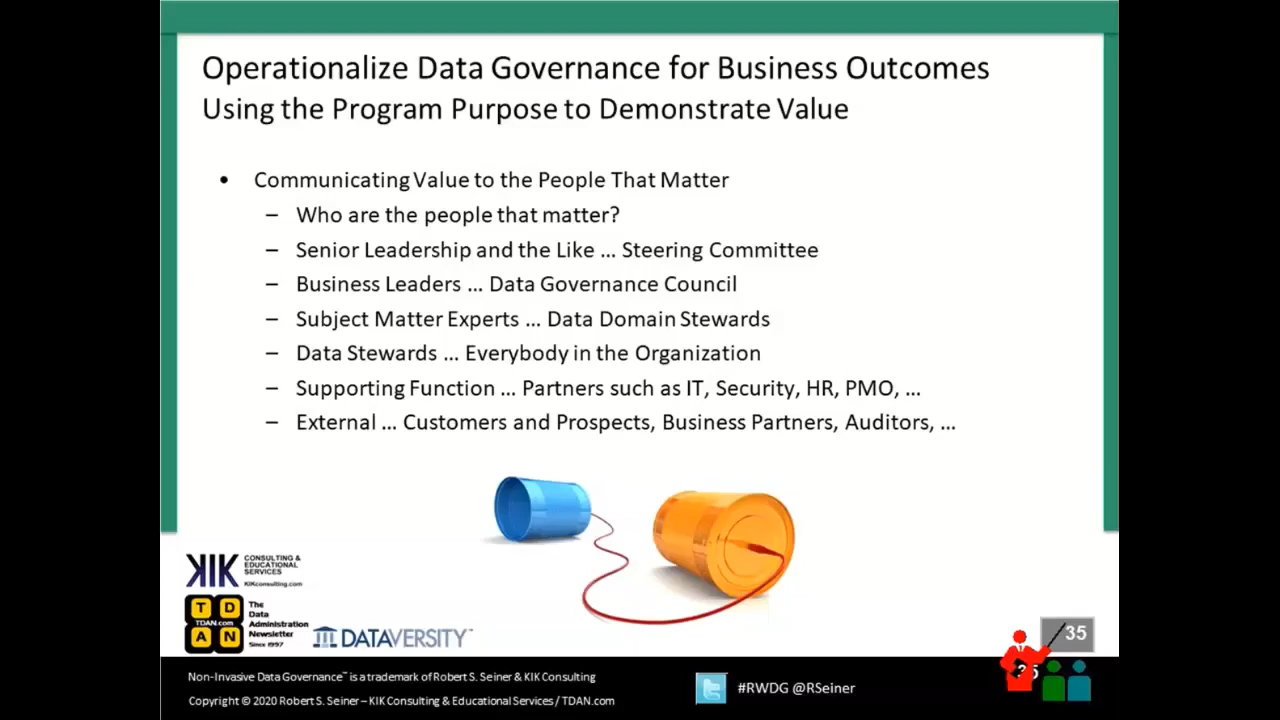 Operationalize Data Governance for Business Outcomes
Using the Program Purpose to Demonstrate Value
• Communicating Value to the People That Matter
– Who are the people that matter?
– Senior Leadership and the Like ... Steering Committee
– Business Leaders ... Data Governance Council
– Subject Matter Experts ... Data Domain Stewards
– Data Stewards ... Everybody in the Organization
– Supporting Function ... Partners such as IT, Security, HR, PMO, ...
– External ... Customers and Prospects, Business Partners, Auditors, ...
KIK CONSULTING &
EDUCATIONAL
SERVICES
KIKconsulting.com
T D
TDAN.com
A N
The
Data
Administration
Newsletter
Since 1997
DATAVERSITY™
35
35
Non-Invasive Data Governance™ is a trademark of Robert S. Seiner & KIK Consulting
Copyright © 2020 Robert S. Seiner – KIK Consulting & Educational Services / TDAN.com
#RWDG @RSeiner